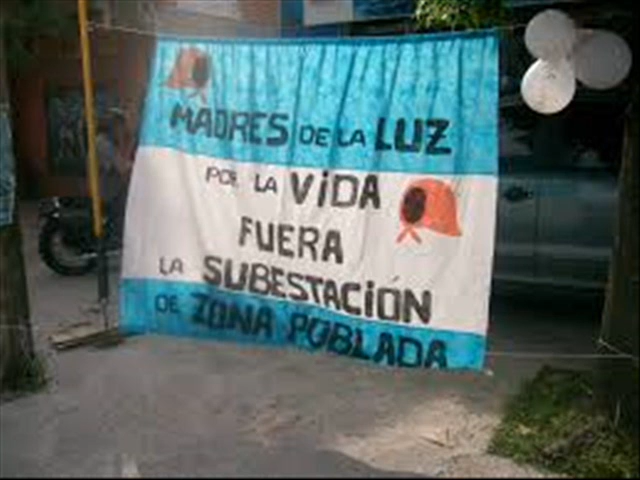 MADRES DE LA LUZ
POR LA ViDA
FUERA
LA SUBESTACiÓN
DE ZONA POBLADA